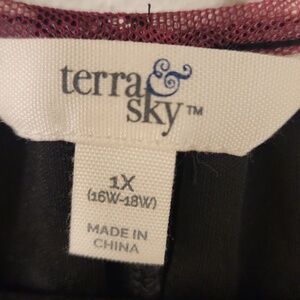 terra &
sky™
1X
(16W-18W)
MADE IN
CHINA